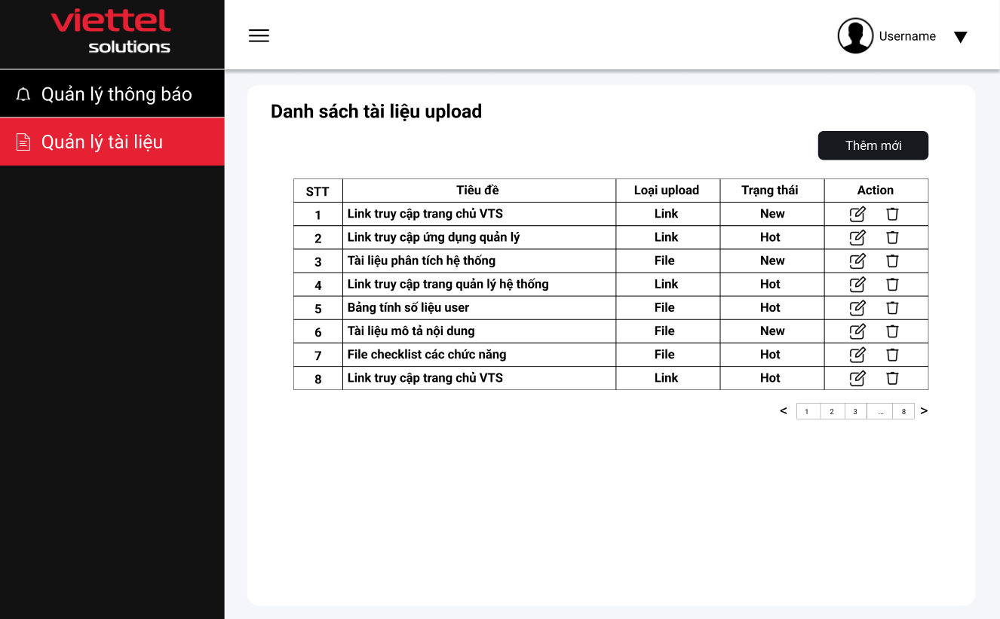 viettel
solutions
Username
Quản lý thông báo
Quản lý tài liệu
Danh sách tài liệu upload
Thêm mới
STT Tiêu đề Loại upload Trạng thái Action
1 Link truy cập trang chủ VTS Link New
2 Link truy cập ứng dụng quản lý Link Hot
3 Tài liệu phân tích hệ thống File New
4 Link truy cập trang quản lý hệ thống Link Hot
5 Bảng tính số liệu user File Hot
6 Tài liệu mô tả nội dung File New
7 File checklist các chức năng File Hot
8 Link truy cập trang chủ VTS Link Hot
< 1 2 3 ... 8 >